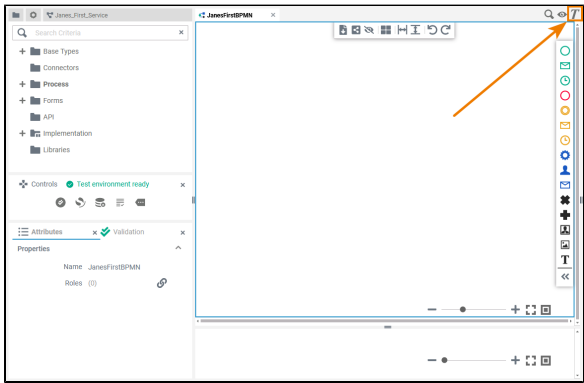 Janes_First_Service
JanesFirstBPMN ×
T
Search Criteria ×
+ Base Types
Connectors
+ Process
+ Forms
API
+ Implementation
Libraries
Controls Test environment ready ×
Attributes × Validation ×
Properties
Name JanesFirstBPMN
Roles (0)
T